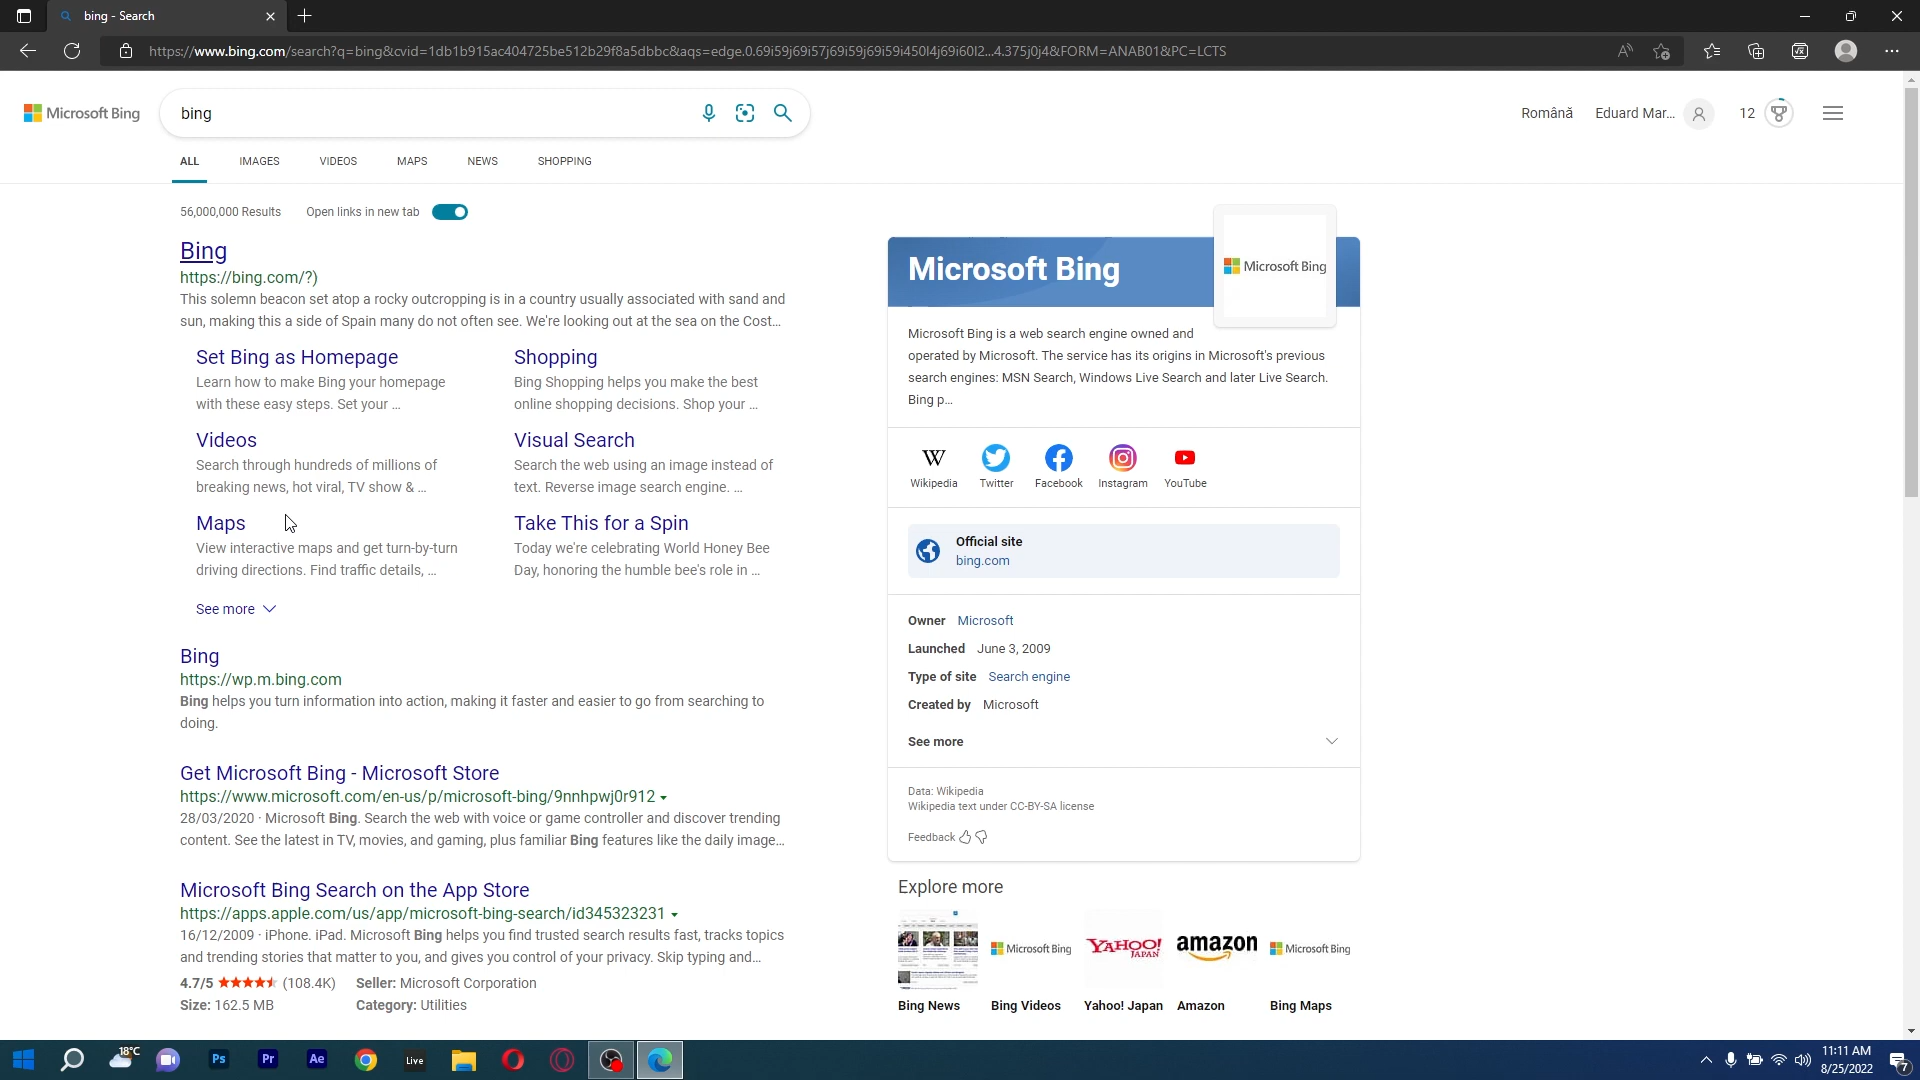 bing - Search
https://www.bing.com/search?q=bing&cvid=1db1b915ac404725be512b29f8a5dbbc&aqs=edge.0.69i59j69i57j69i59j69i59i450l4j69i60l2...4.375j0j4&FORM=ANAB01&PC=LCTS
Microsoft Bing
bing
Română
Eduard Mar...
12
ALL
IMAGES
VIDEOS
MAPS
NEWS
SHOPPING
56,000,000 Results
Open links in new tab
Bing
https://bing.com/?)
This solemn beacon set atop a rocky outcropping is in a country usually associated with sand and
sun, making this a side of Spain many do not often see. We're looking out at the sea on the Cost...
Set Bing as Homepage
Learn how to make Bing your homepage
with these easy steps. Set your ...
Shopping
Bing Shopping helps you make the best
online shopping decisions. Shop your ...
Videos
Search through hundreds of millions of
breaking news, hot viral, TV show & ...
Visual Search
Search the web using an image instead of
text. Reverse image search engine. ...
Maps
View interactive maps and get turn-by-turn
driving directions. Find traffic details, ...
Take This for a Spin
Today we're celebrating World Honey Bee
Day, honoring the humble bee's role in ...
See more
Bing
https://wp.m.bing.com
Bing helps you turn information into action, making it faster and easier to go from searching to
doing.
Get Microsoft Bing - Microsoft Store
https://www.microsoft.com/en-us/p/microsoft-bing/9nnhpwj0r912
28/03/2020 · Microsoft Bing. Search the web with voice or game controller and discover trending
content. See the latest in TV, movies, and gaming, plus familiar Bing features like the daily image...
Microsoft Bing Search on the App Store
https://apps.apple.com/us/app/microsoft-bing-search/id345323231
16/12/2009 · iPhone. iPad. Microsoft Bing helps you find trusted search results fast, tracks topics
and trending stories that matter to you, and gives you control of your privacy. Skip typing and...
4.7/5 (108.4K) Seller: Microsoft Corporation
Size: 162.5 MB Category: Utilities
Microsoft Bing
Microsoft Bing
Microsoft Bing is a web search engine owned and
operated by Microsoft. The service has its origins in Microsoft's previous
search engines: MSN Search, Windows Live Search and later Live Search.
Bing p...
W
Wikipedia
Twitter
Facebook
Instagram
YouTube
Official site
bing.com
Owner Microsoft
Launched June 3, 2009
Type of site Search engine
Created by Microsoft
See more
Data: Wikipedia
Wikipedia text under CC-BY-SA license
Feedback
Explore more
Microsoft Bing
YAHOO!
JAPAN
amazon
Microsoft Bing
Bing News
Bing Videos
Yahoo! Japan
Amazon
Bing Maps
18°C
Ps
Pr
Ae
Live
11:11 AM
8/25/2022
7